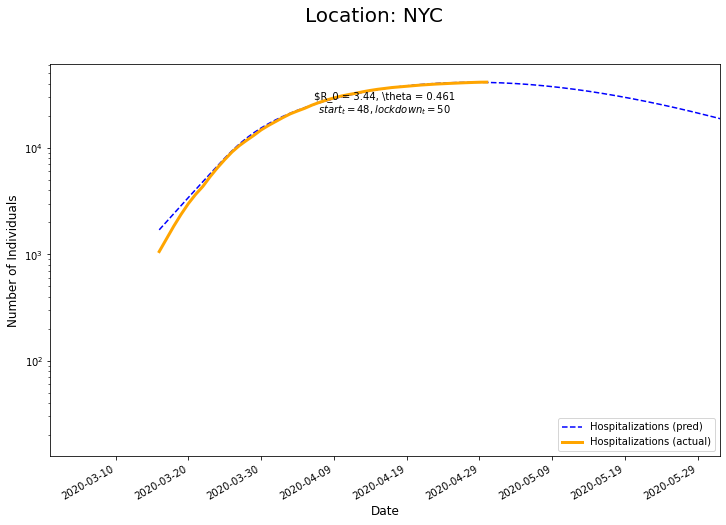 Location: NYC
$R_0 = 3.44, \theta = 0.461
start_t = 48, lockdown_t = 50
Number of Individuals
10^4
10^3
10^2
2020-03-10
2020-03-20
2020-03-30
2020-04-09
2020-04-19
2020-04-29
2020-05-09
2020-05-19
2020-05-29
Date
Hospitalizations (pred)
Hospitalizations (actual)